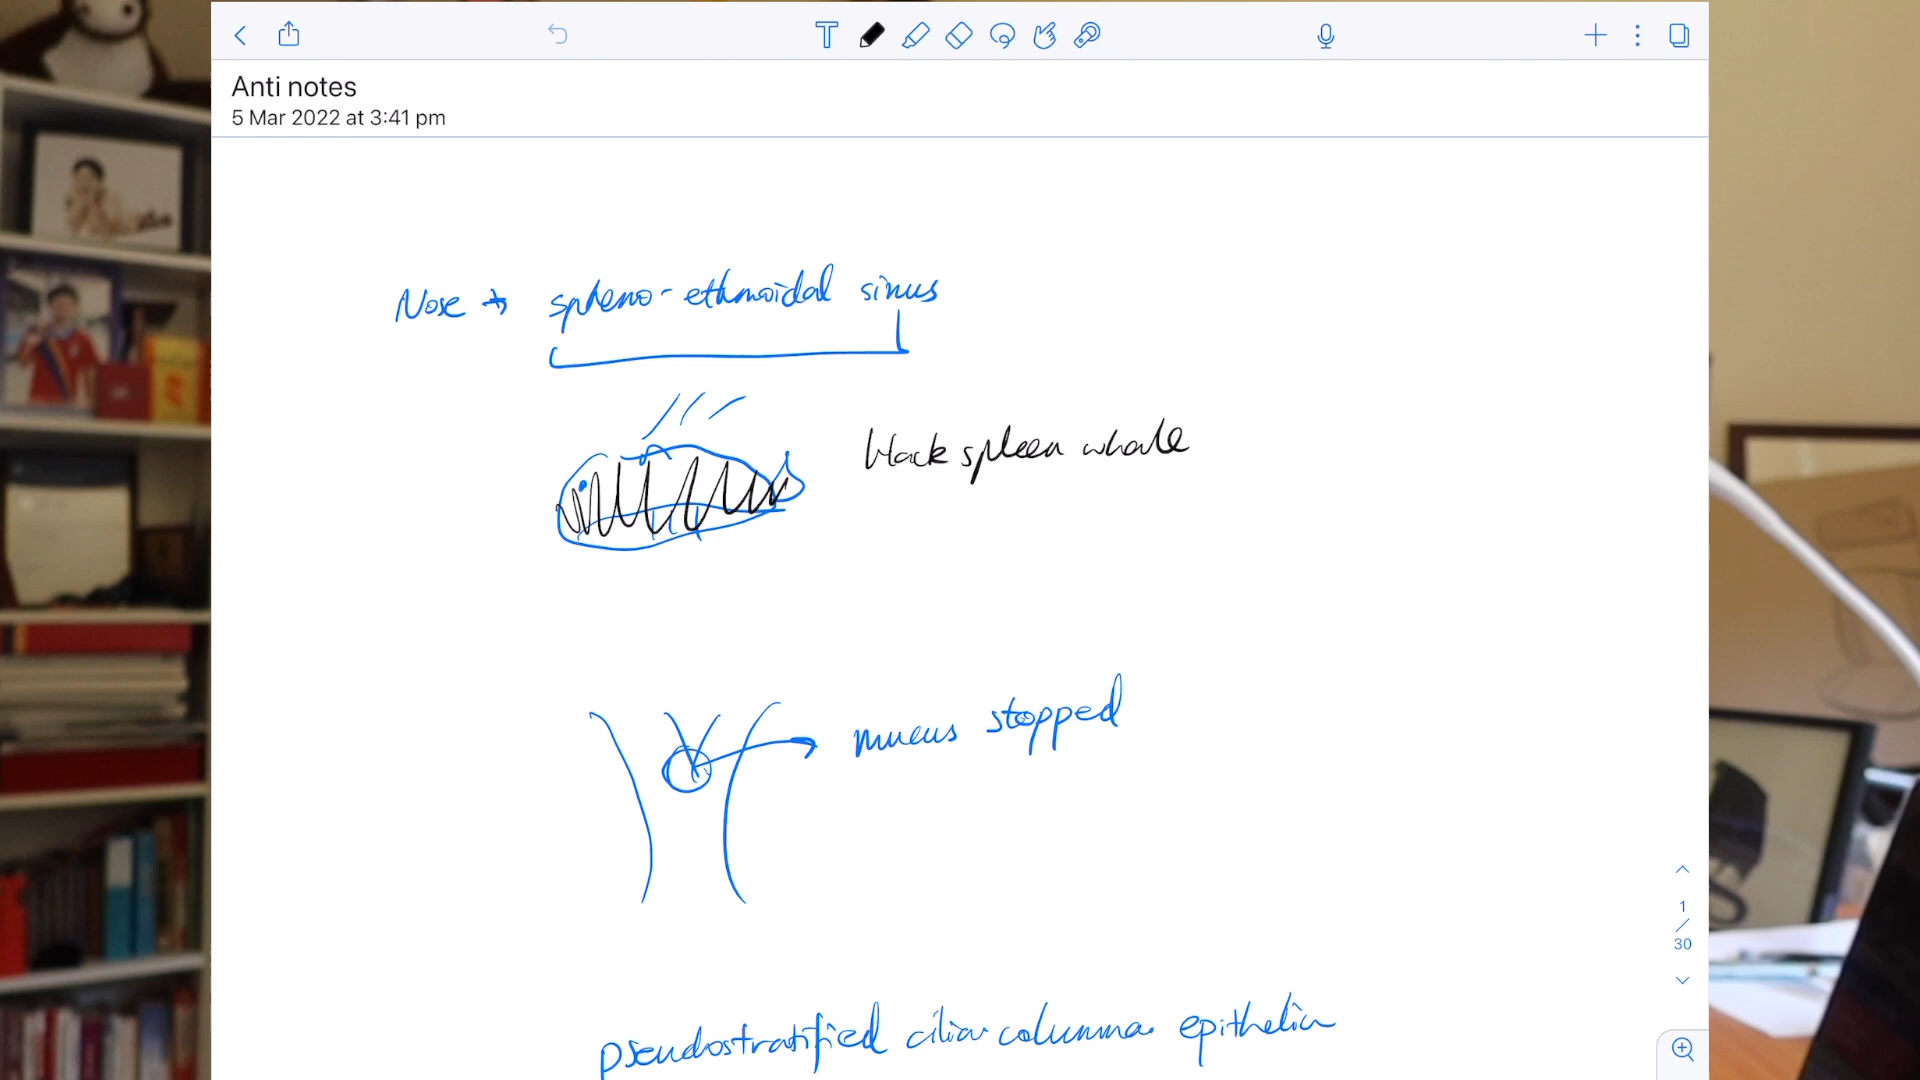 Anti notes
5 Mar 2022 at 3:41 pm
Nose → spheno-ethmoidal sinus
black spleen whale
mucus stopped
1
/
30
pseudostratified ciliar columnar epithelia